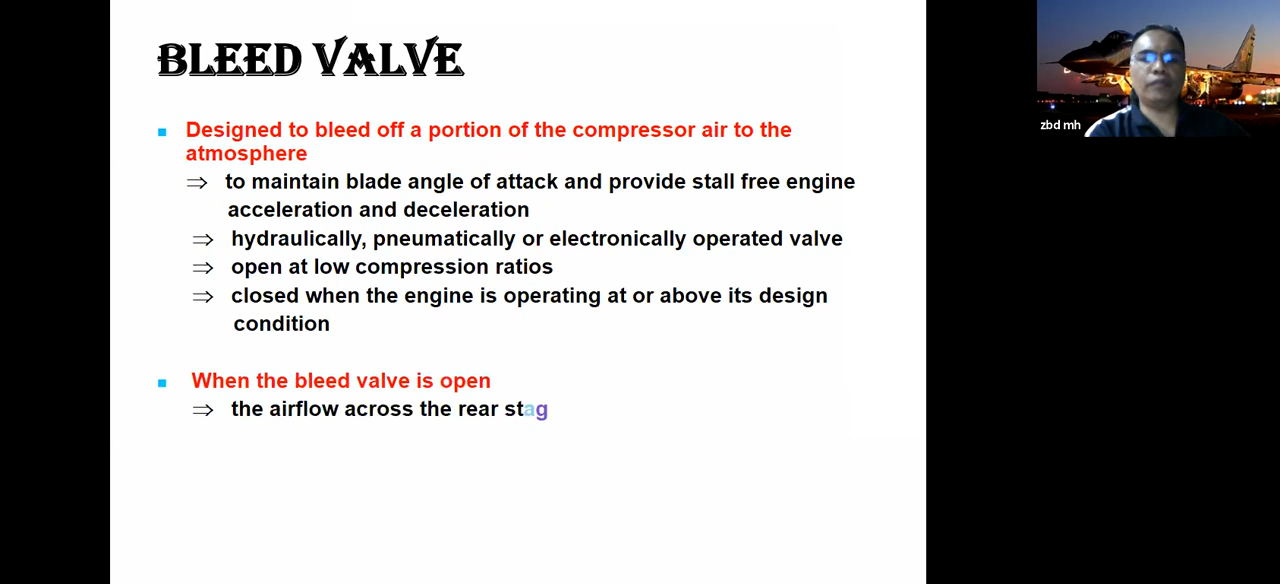 BLEED VALVE
Designed to bleed off a portion of the compressor air to the
atmosphere
⇒ to maintain blade angle of attack and provide stall free engine
acceleration and deceleration
⇒ hydraulically, pneumatically or electronically operated valve
⇒ open at low compression ratios
⇒ closed when the engine is operating at or above its design
condition
When the bleed valve is open
⇒ the airflow across the rear stag
zbd mh